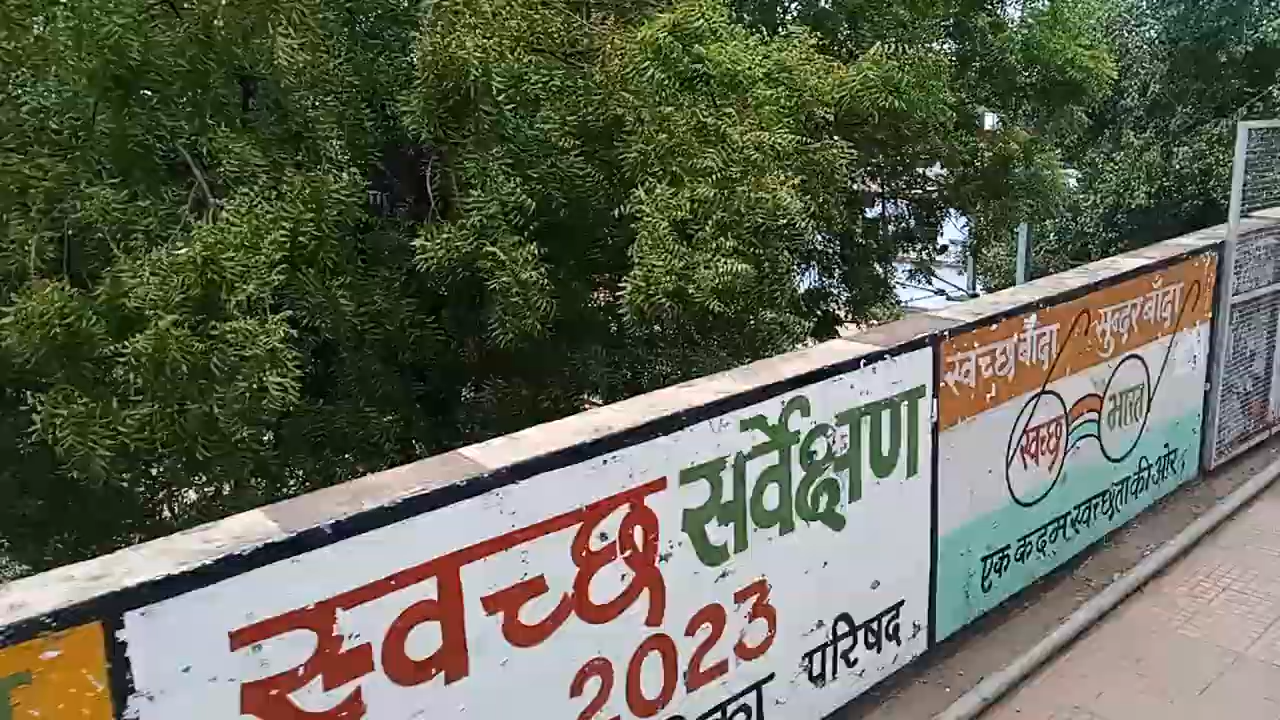 स्वच्छ सर्वेक्षण
2023
परिषद
स्वच्छ बाँदा सुन्दर बाँदा
स्वच्छ भारत
एक कदम स्वच्छता की ओर